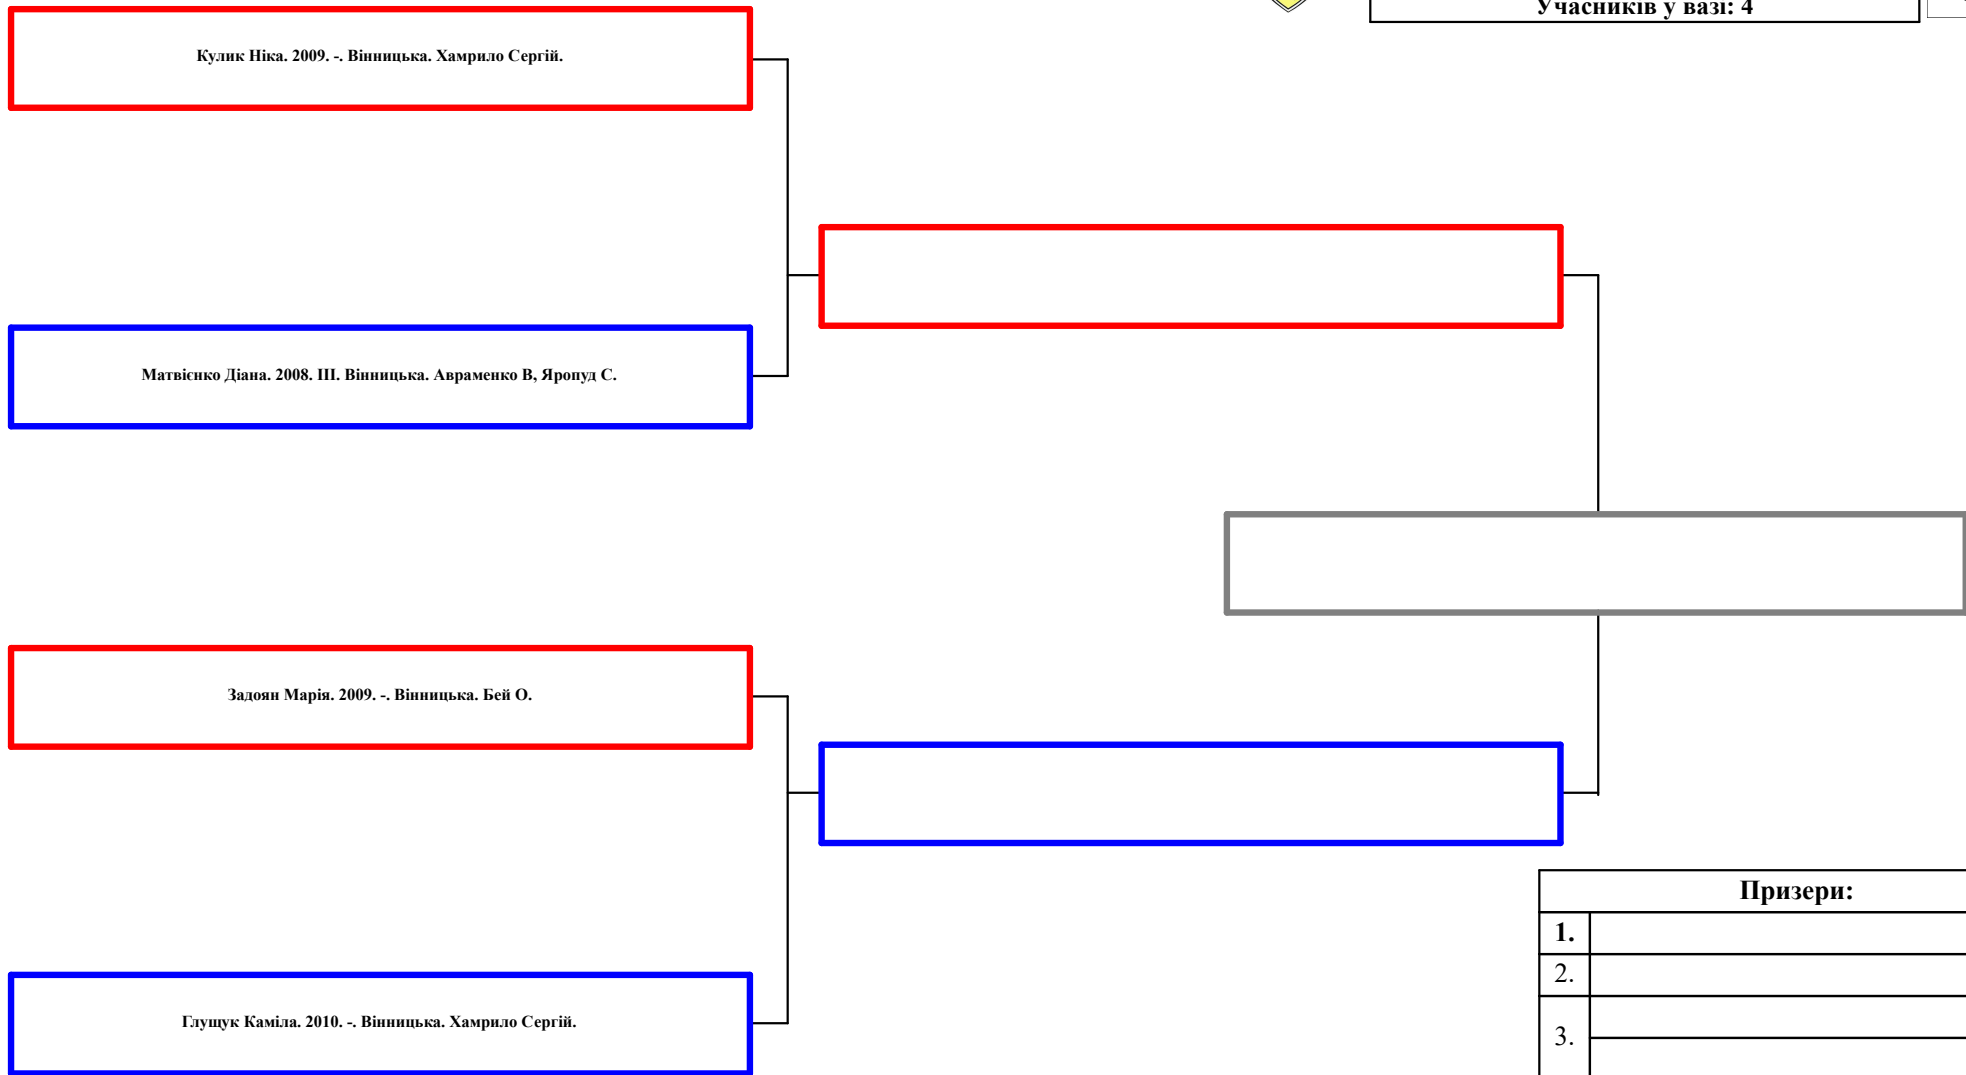 Учасників у вазі: 4
Кулик Ніка. 2009. -. Вінницька. Хамрило Сергій.
Матвієнко Діана. 2008. ІІІ. Вінницька. Авраменко В, Яропуд С.
Задоян Марія. 2009. -. Вінницька. Бей О.
Глущук Каміла. 2010. -. Вінницька. Хамрило Сергій.
Призери:
1.
2.
3.